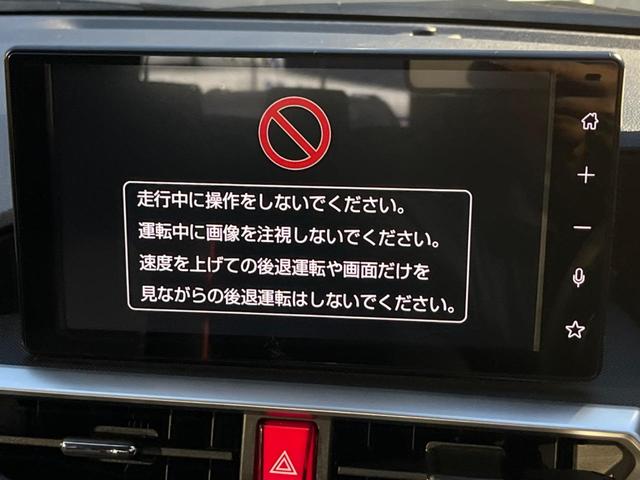 走行中に操作をしないでください。
運転中に画像を注視しないでください。
速度を上げての後退運転や画面だけを
見ながらの後退運転はしないでください。